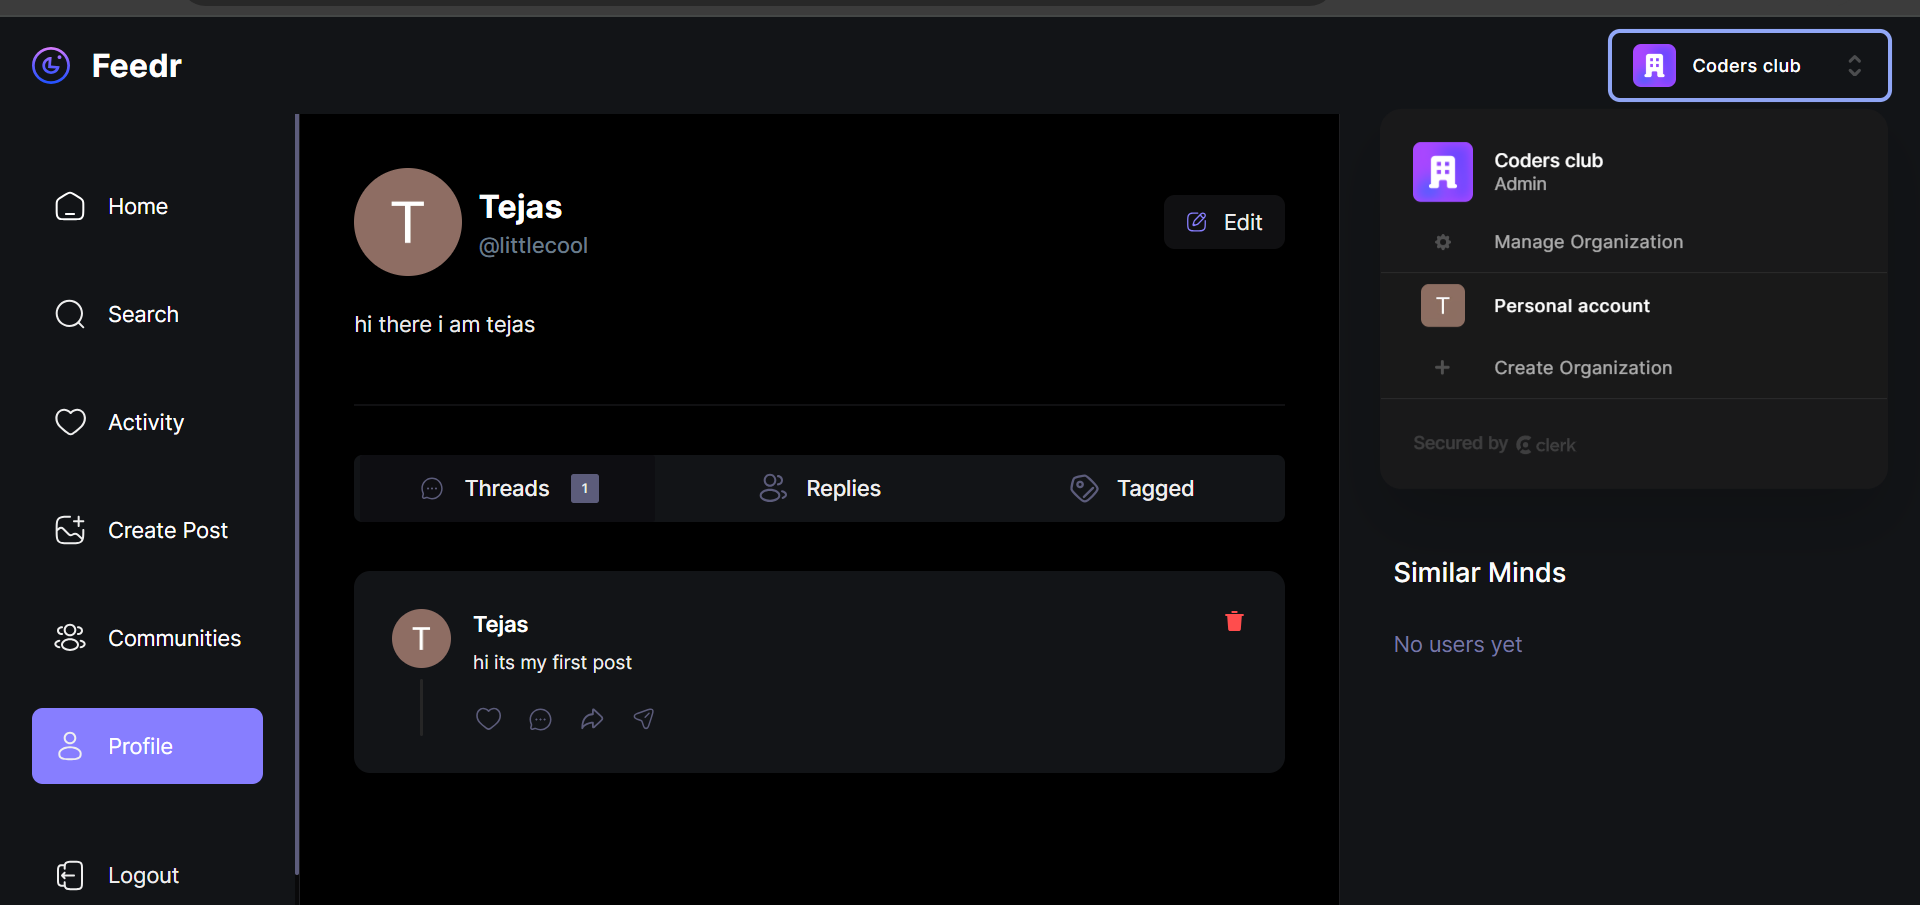 Feedr
Coders club
Home
Search
Activity
Create Post
Communities
Profile
Logout
T
Tejas
@littlecool
Edit
hi there i am tejas
Threads 1
Replies
Tagged
T
Tejas
hi its my first post
Coders club
Admin
Manage Organization
T
Personal account
Create Organization
Secured by clerk
Similar Minds
No users yet